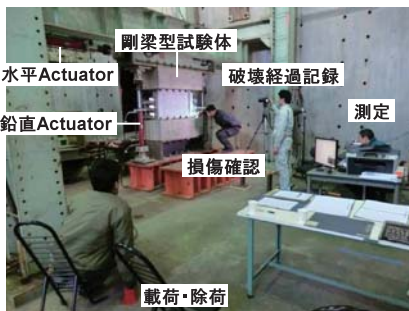 剛梁型試験体
水平Actuator
破壊経過記録
測定
鉛直Actuator
損傷確認
載荷・除荷